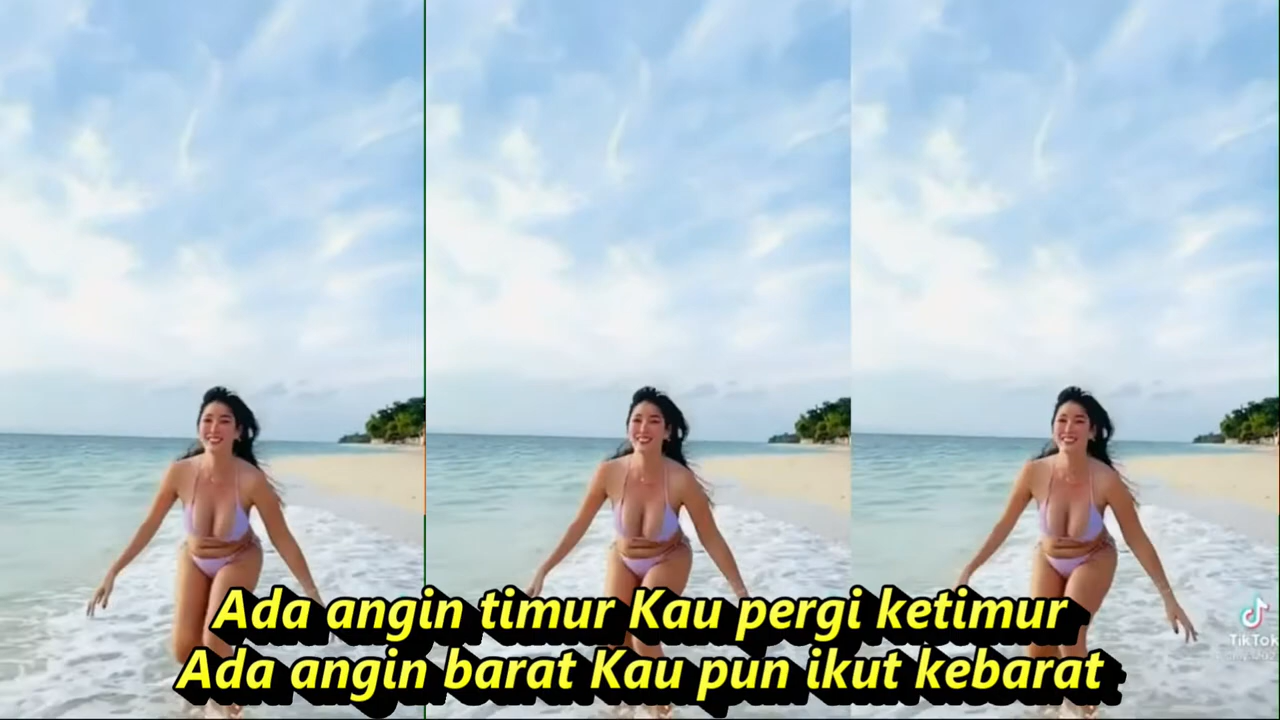 Ada angin timur Kau pergi ketimur
Ada angin barat Kau pun ikut kebarat
TikTok